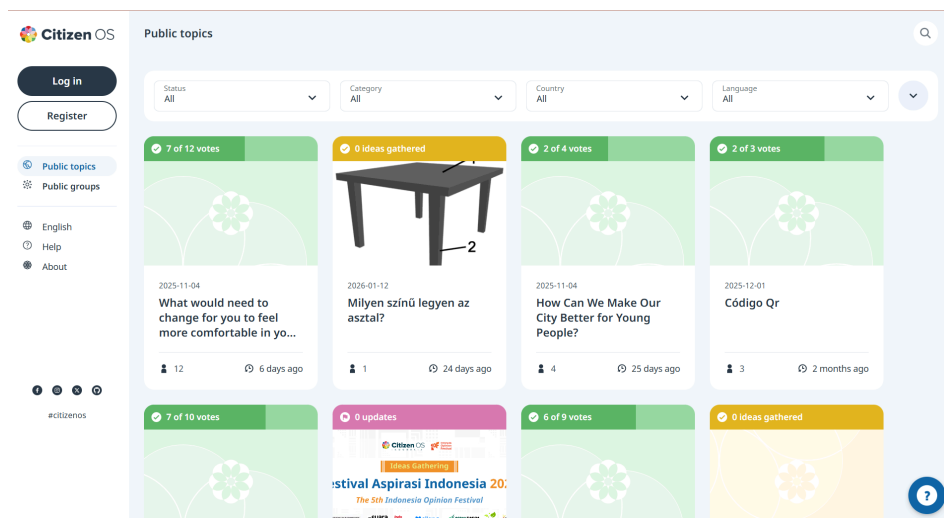 Citizen OS
Public topics
Log in
Register
Public topics
Public groups
English
Help
About
#citizenos
Status
All
Category
All
Country
All
Language
All
7 of 12 votes
2025-11-04
What would need to
change for you to feel
more comfortable in yo...
12
6 days ago
0 ideas gathered
2
2026-01-12
Milyen színű legyen az
asztal?
1
24 days ago
2 of 4 votes
2025-11-04
How Can We Make Our
City Better for Young
People?
4
25 days ago
2 of 3 votes
2025-12-01
Código Qr
3
2 months ago
7 of 10 votes
0 updates
Citizen OS
Ideas Gathering
estival Aspirasi Indonesia 202
The 5th Indonesia Opinion Festival
6 of 9 votes
0 ideas gathered
?